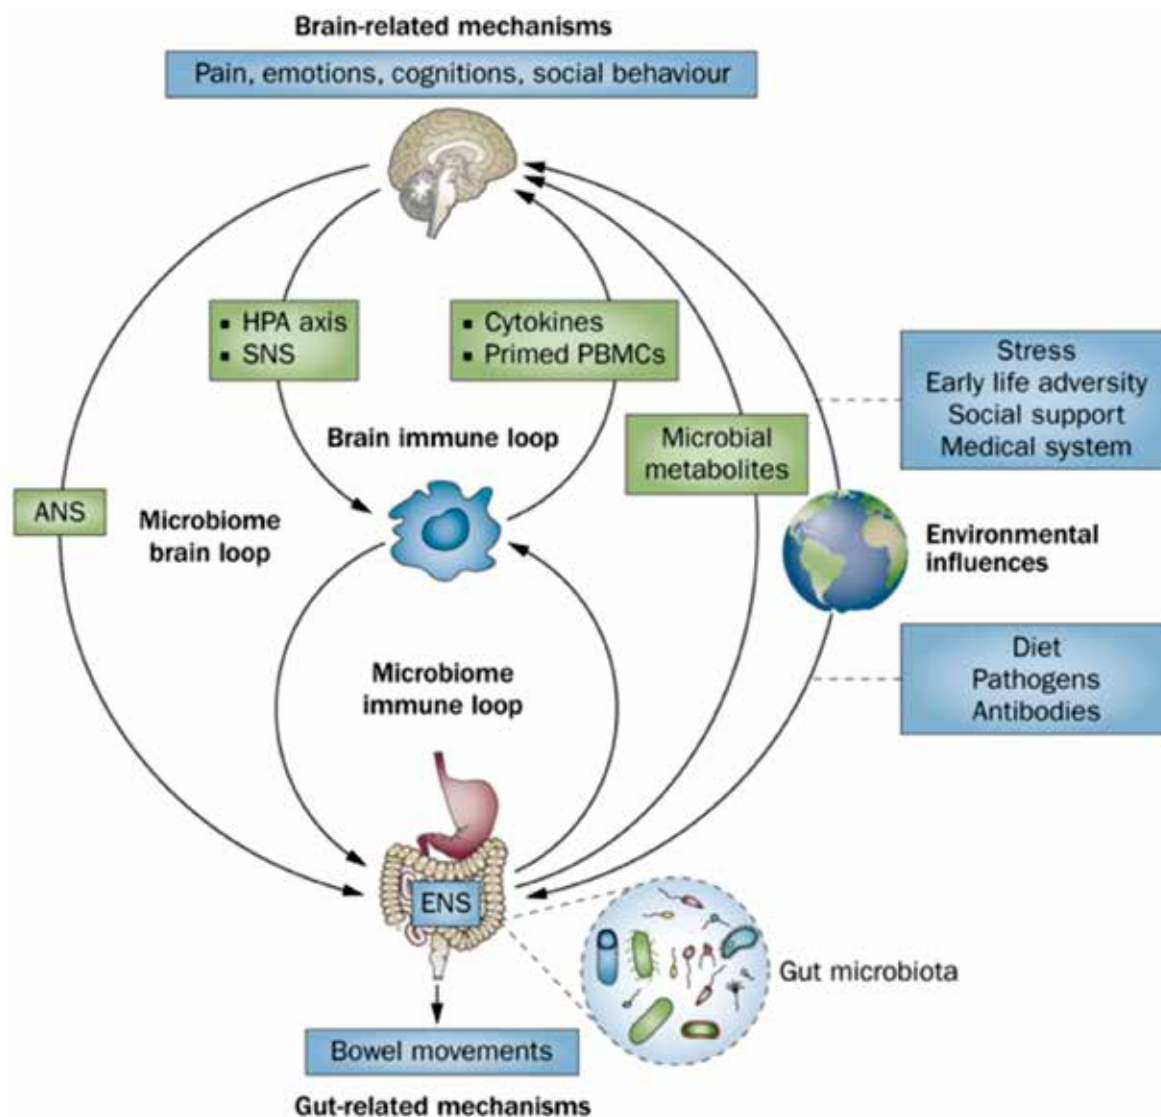 Brain-related mechanisms
Pain, emotions, cognitions, social behaviour
▪ HPA axis
▪ SNS
▪ Cytokines
▪ Primed PBMCs
Stress
Early life adversity
Social support
Medical system
Brain immune loop
Microbial
metabolites
ANS
Microbiome
brain loop
Environmental
influences
Microbiome
immune loop
Diet
Pathogens
Antibodies
ENS
Gut microbiota
Bowel movements
Gut-related mechanisms